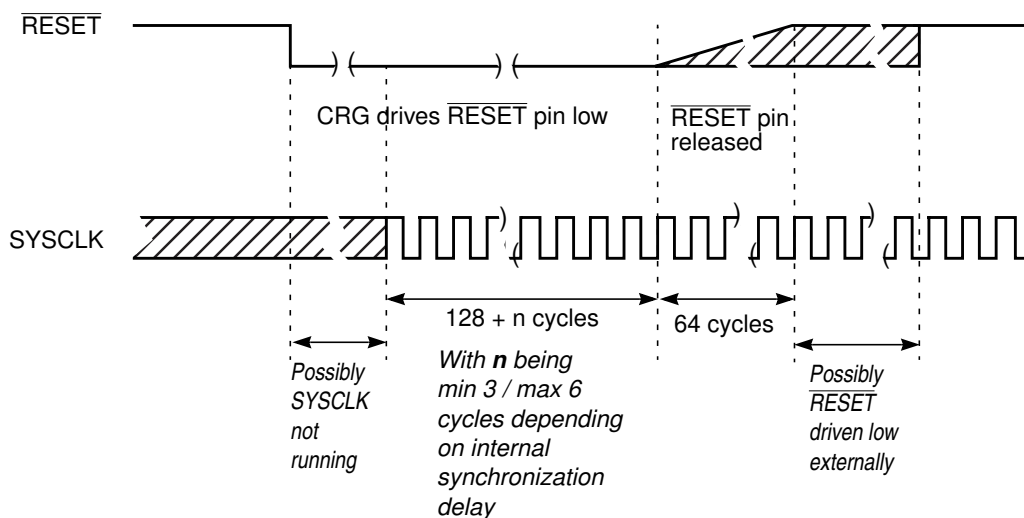 RESET
CRG drives RESET pin low
RESET pin
released
SYSCLK
128 + n cycles
64 cycles
Possibly
SYSCLK
not
running
With n being
min 3 / max 6
cycles depending
on internal
synchronization
delay
Possibly
RESET
driven low
externally